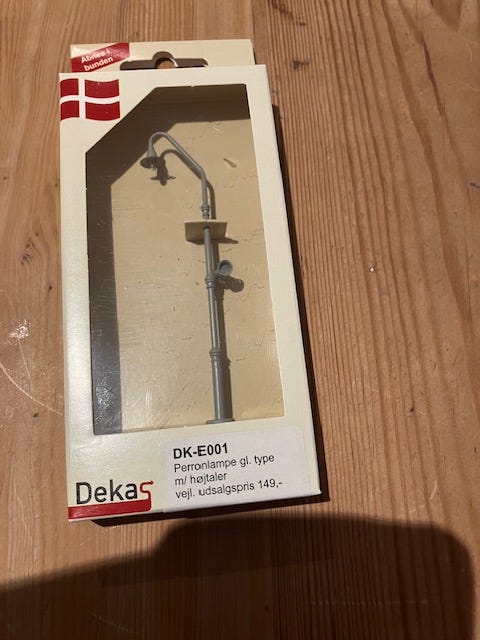 Åbnes i
bunden
DK-E001
Perronlampe gl. type
m/ højtaler
vejl. udsalgspris 149,-
Dekas